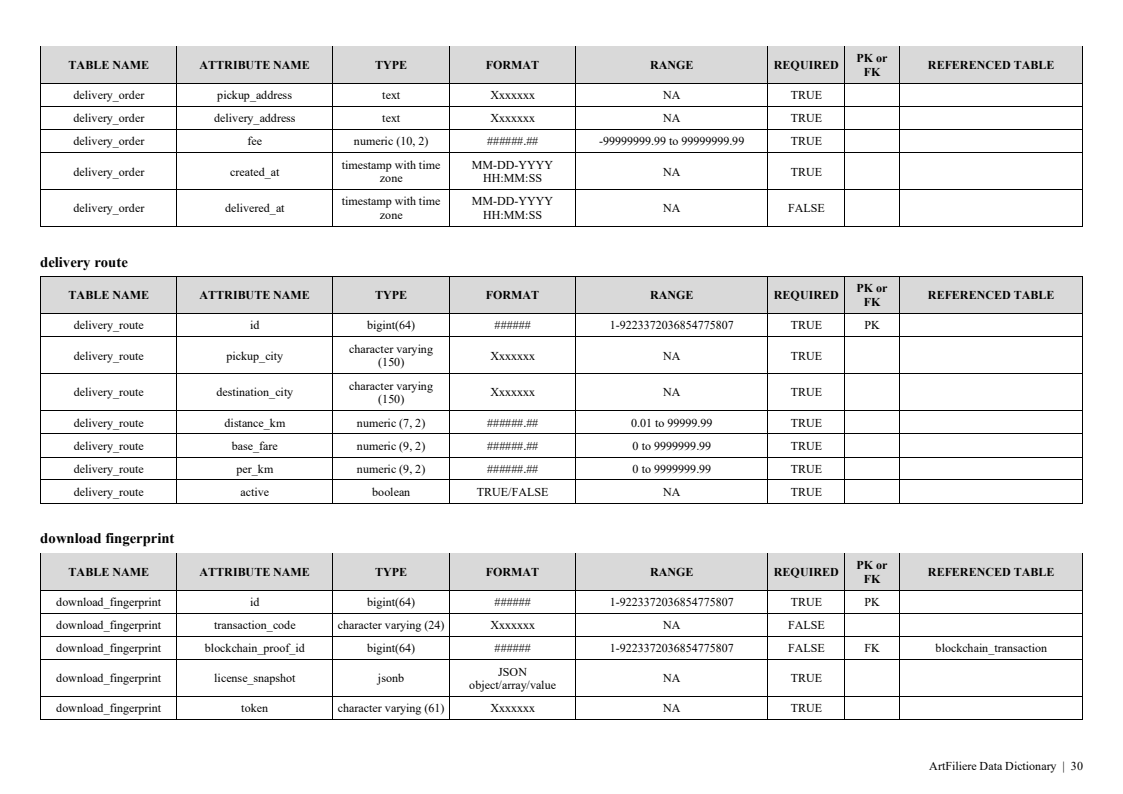 TABLE NAME ATTRIBUTE NAME TYPE FORMAT RANGE REQUIRED PK or FK REFERENCED TABLE
delivery_order pickup_address text Xxxxxxx NA TRUE
delivery_order delivery_address text Xxxxxxx NA TRUE
delivery_order fee numeric (10, 2) ######.## -99999999.99 to 99999999.99 TRUE
delivery_order created_at timestamp with time zone MM-DD-YYYY HH:MM:SS NA TRUE
delivery_order delivered_at timestamp with time zone MM-DD-YYYY HH:MM:SS NA FALSE
delivery route
TABLE NAME ATTRIBUTE NAME TYPE FORMAT RANGE REQUIRED PK or FK REFERENCED TABLE
delivery_route id bigint(64) ###### 1-9223372036854775807 TRUE PK
delivery_route pickup_city character varying (150) Xxxxxxx NA TRUE
delivery_route destination_city character varying (150) Xxxxxxx NA TRUE
delivery_route distance_km numeric (7, 2) ######.## 0.01 to 99999.99 TRUE
delivery_route base_fare numeric (9, 2) ######.## 0 to 9999999.99 TRUE
delivery_route per_km numeric (9, 2) ######.## 0 to 9999999.99 TRUE
delivery_route active boolean TRUE/FALSE NA TRUE
download fingerprint
TABLE NAME ATTRIBUTE NAME TYPE FORMAT RANGE REQUIRED PK or FK REFERENCED TABLE
download_fingerprint id bigint(64) ###### 1-9223372036854775807 TRUE PK
download_fingerprint transaction_code character varying (24) Xxxxxxx NA FALSE
download_fingerprint blockchain_proof_id bigint(64) ###### 1-9223372036854775807 FALSE FK blockchain_transaction
download_fingerprint license_snapshot jsonb JSON object/array/value NA TRUE
download_fingerprint token character varying (61) Xxxxxxx NA TRUE
ArtFiliere Data Dictionary | 30